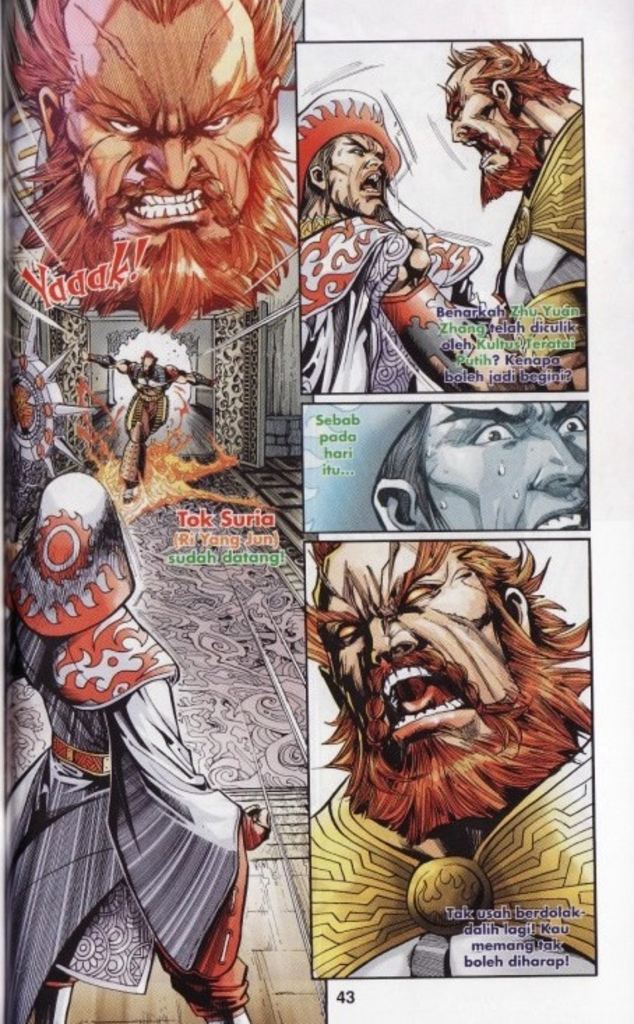 Yaaak!
Tok Suria
(Ri Yang Jun)
sudah datang!
Benarkah Zhu Yuan
Zhang telah diculik
oleh Kultus Teratai
Putih? Kenapa
boleh jadi begini?
Sebab
pada
hari
itu...
Tak usah berdolak-
dalih lagi! Kau
memang tak
boleh diharap!
43